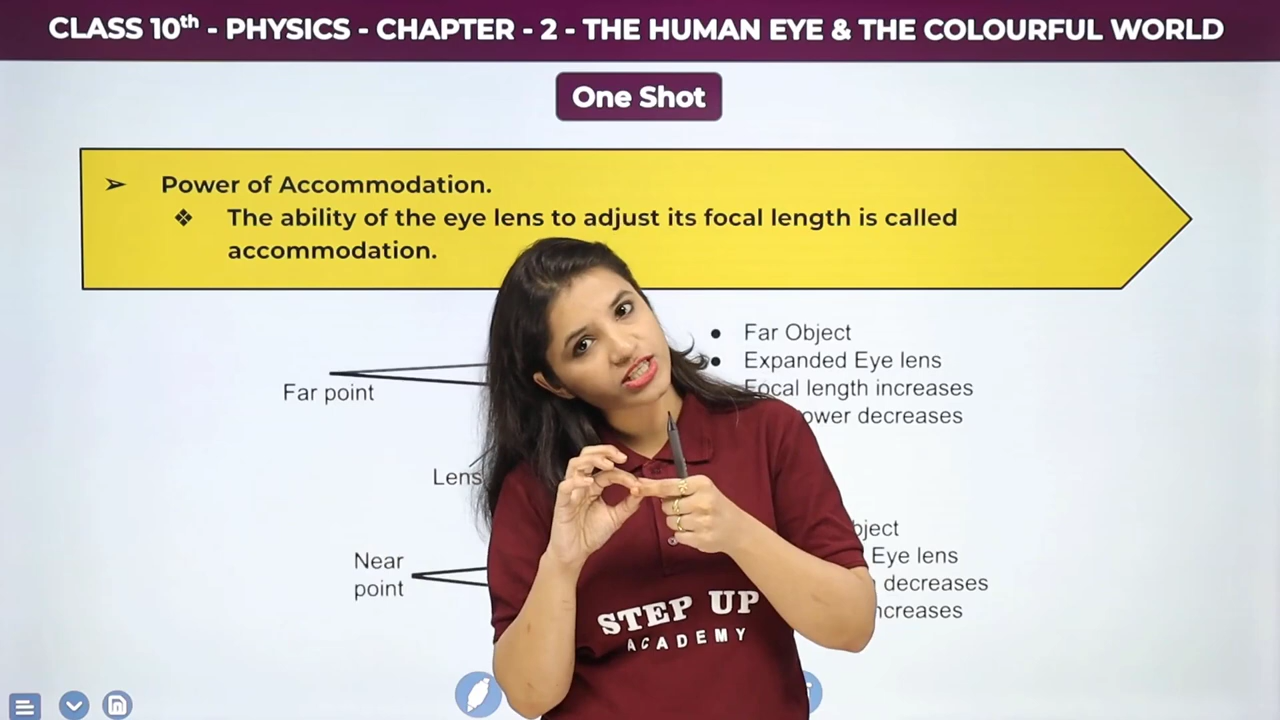 CLASS 10th - PHYSICS - CHAPTER - 2 - THE HUMAN EYE & THE COLOURFUL WORLD
One Shot
➢ Power of Accommodation.
❖ The ability of the eye lens to adjust its focal length is called
accommodation.
• Far Object
• Expanded Eye lens
Focal length increases
decreases
Far point
Lens
Near
point
Eye lens
decreases
STEP UP
ACADEMY